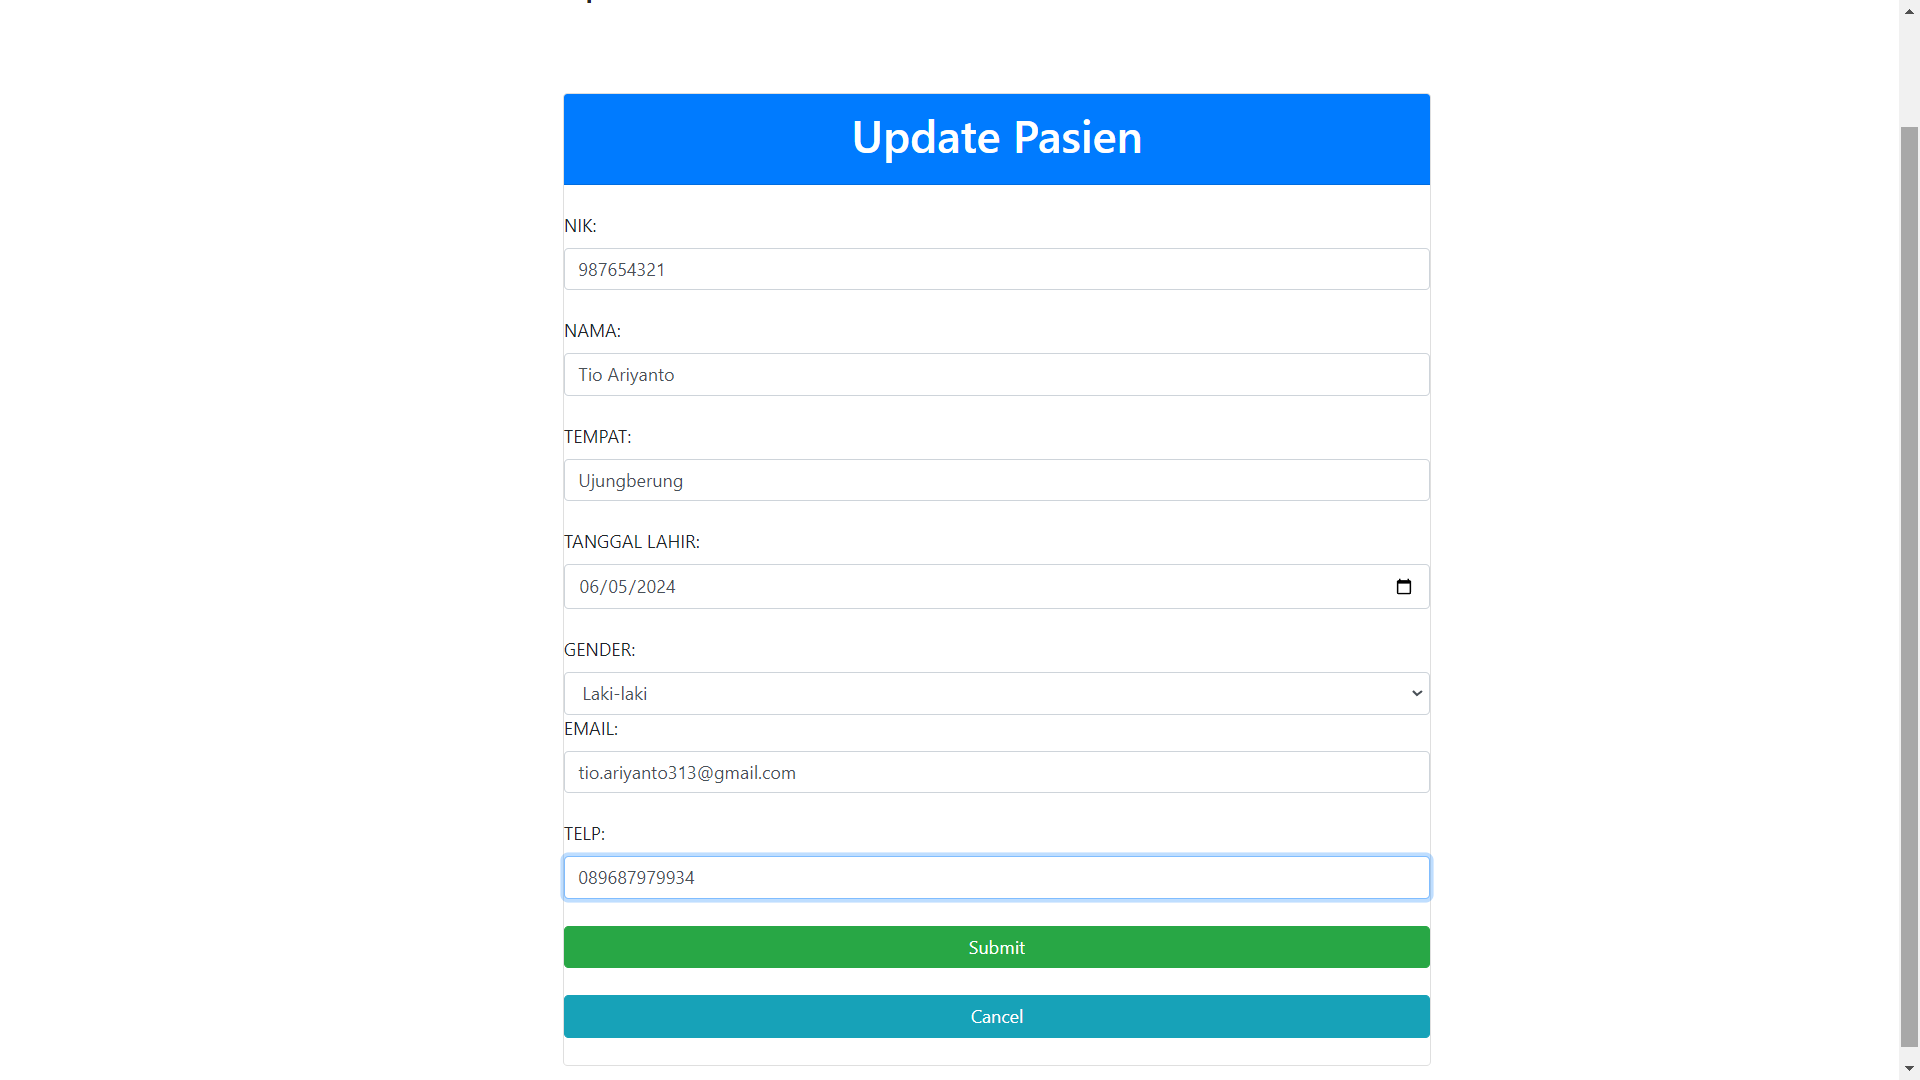 Update Pasien
NIK:
987654321
NAMA:
Tio Ariyanto
TEMPAT:
Ujungberung
TANGGAL LAHIR:
06/05/2024
GENDER:
Laki-laki
EMAIL:
tio.ariyanto313@gmail.com
TELP:
089687979934
Submit
Cancel